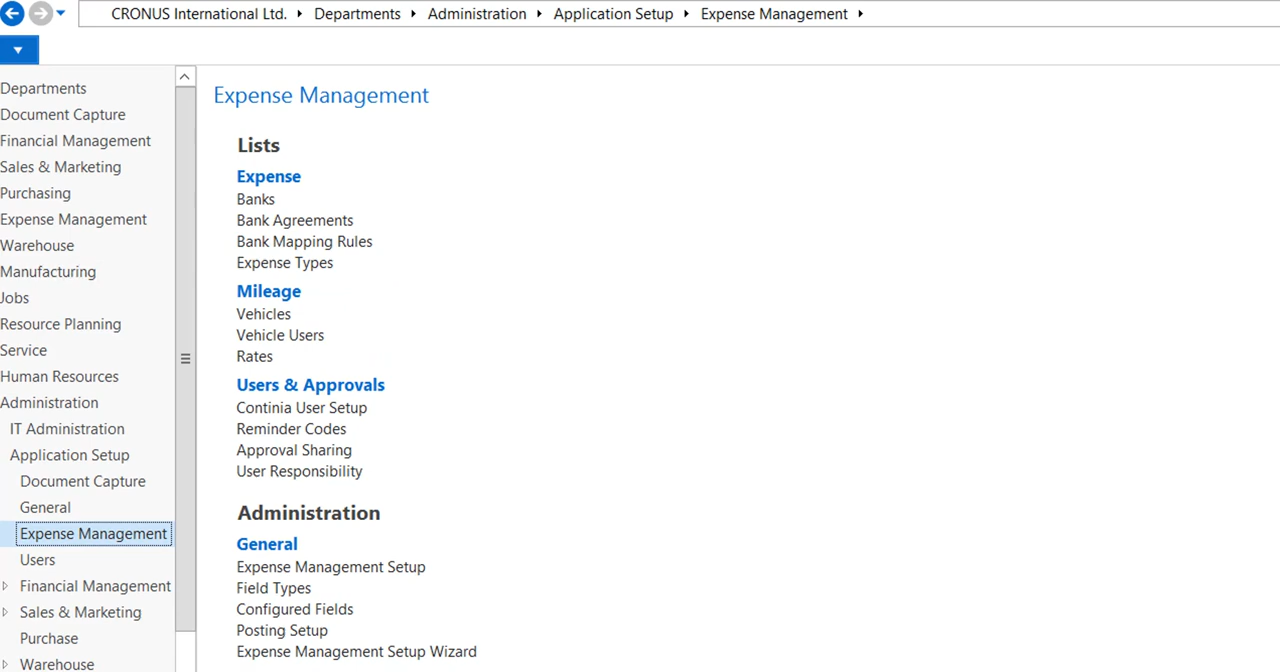 CRONUS International Ltd. Departments Administration Application Setup Expense Management
Departments
Document Capture
Financial Management
Sales & Marketing
Purchasing
Expense Management
Warehouse
Manufacturing
Jobs
Resource Planning
Service
Human Resources
Administration
IT Administration
Application Setup
Document Capture
General
Expense Management
Users
Financial Management
Sales & Marketing
Purchase
Warehouse
Expense Management
Lists
Expense
Banks
Bank Agreements
Bank Mapping Rules
Expense Types
Mileage
Vehicles
Vehicle Users
Rates
Users & Approvals
Continia User Setup
Reminder Codes
Approval Sharing
User Responsibility
Administration
General
Expense Management Setup
Field Types
Configured Fields
Posting Setup
Expense Management Setup Wizard